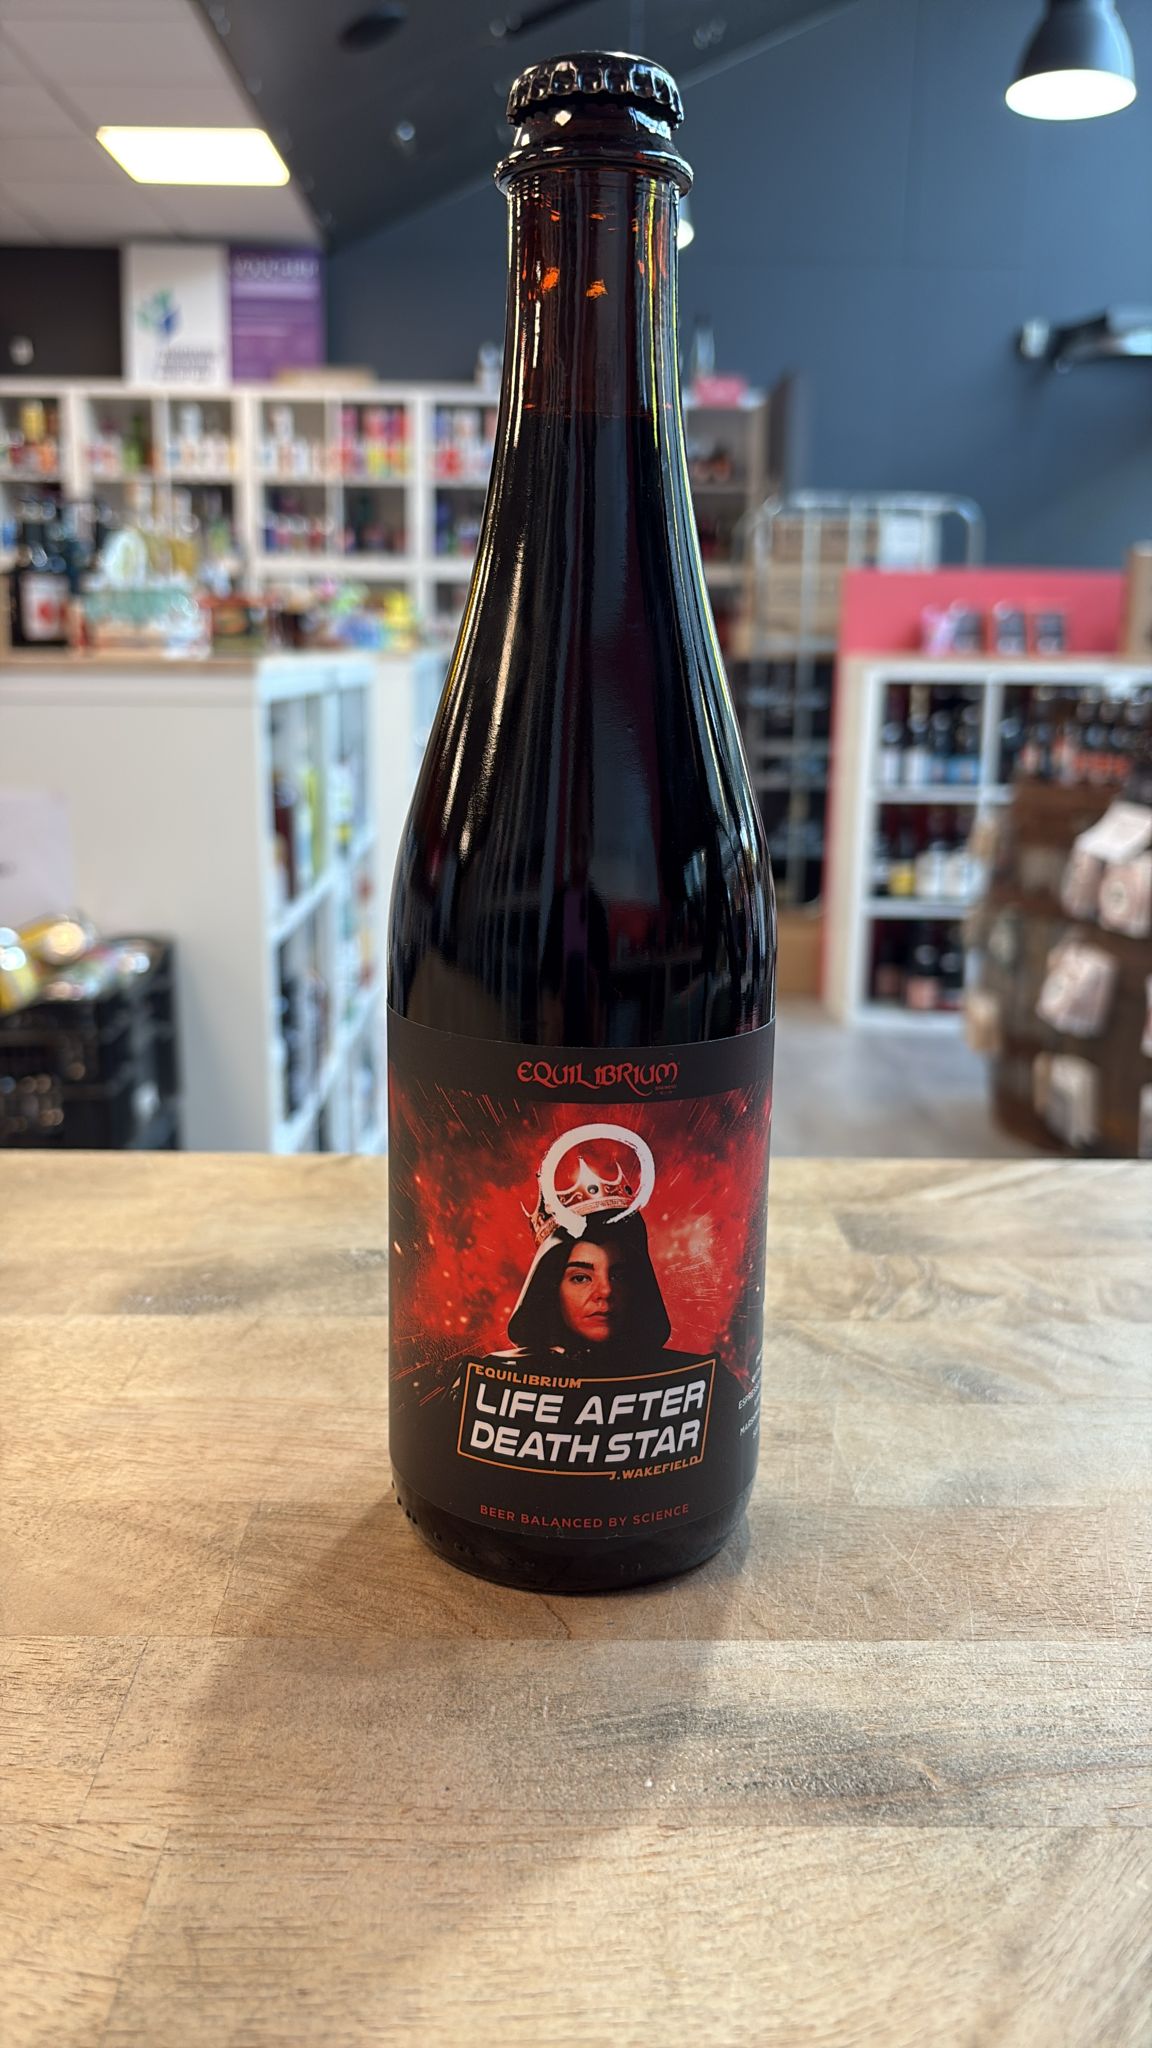 EQUILIBRIUM
EQUILIBRIUM
LIFE AFTER
DEATH STAR
J. WAKEFIELD
BEER BALANCED BY SCIENCE